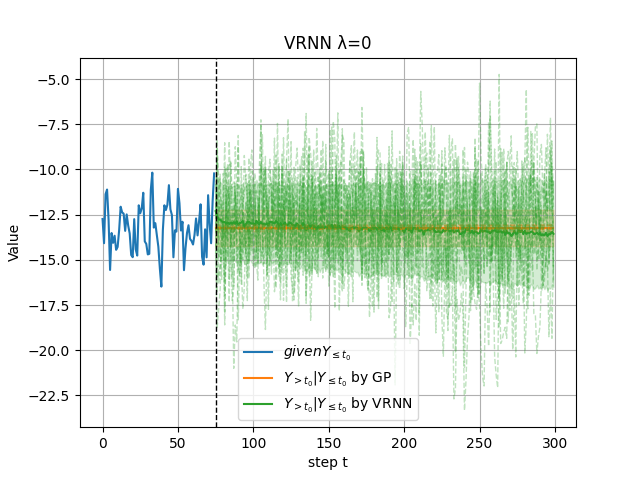 VRNN λ=0
Value
−5.0
−7.5
−10.0
−12.5
−15.0
−17.5
−20.0
−22.5
givenY≤t₀
Y>t₀|Y≤t₀ by GP
Y>t₀|Y≤t₀ by VRNN
0 50 100 150 200 250 300
step t